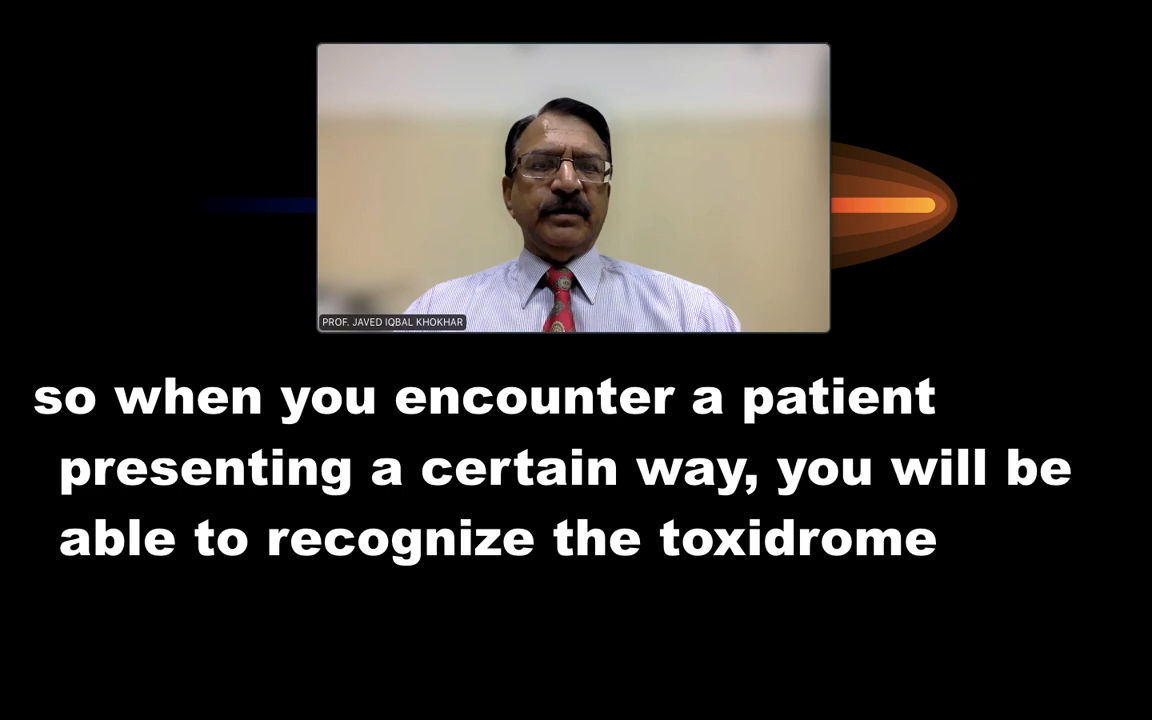 PROF. JAVED IQBAL KHOKHAR
so when you encounter a patient
presenting a certain way, you will be
able to recognize the toxidrome